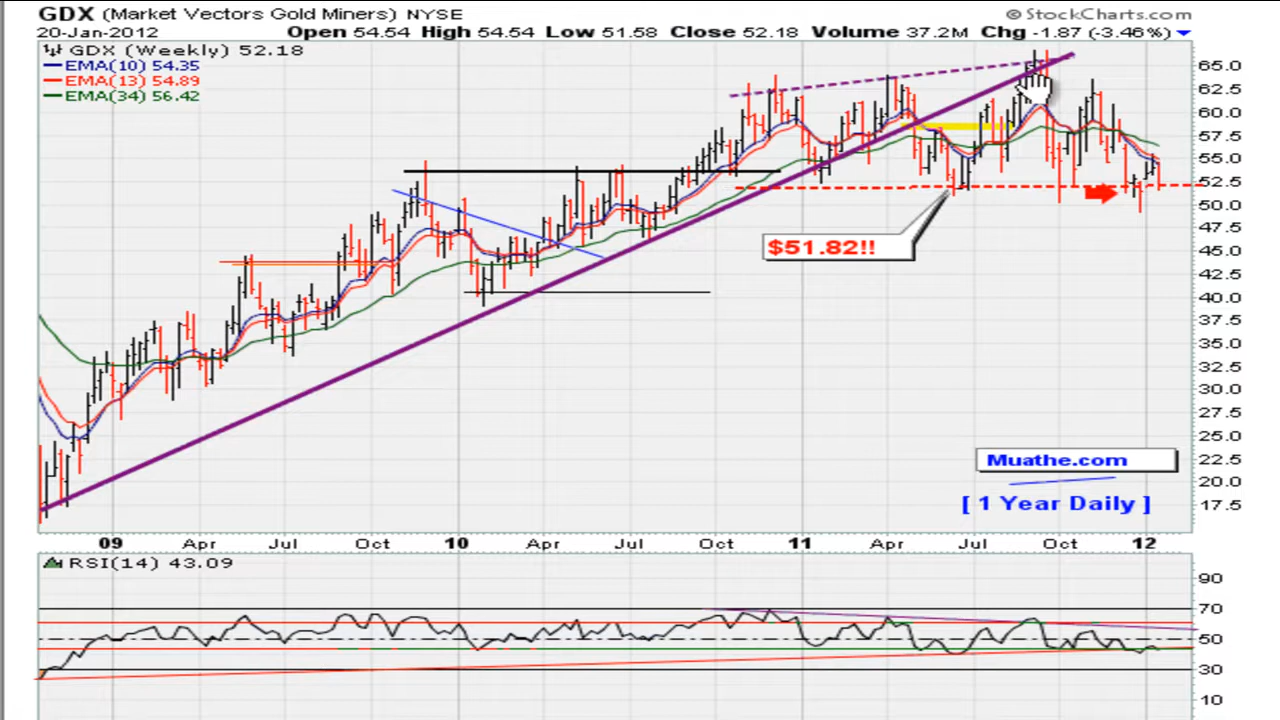 GDX (Market Vectors Gold Miners) NYSE
© StockCharts.com
20-Jan-2012 Open 54.54 High 54.54 Low 51.58 Close 52.18 Volume 37.2M Chg -1.87 (-3.46%)
GDX (Weekly) 52.18
EMA(10) 54.35
EMA(13) 54.89
EMA(34) 56.42
65.0
62.5
60.0
57.5
55.0
52.5
50.0
47.5
45.0
42.5
40.0
37.5
35.0
32.5
30.0
27.5
25.0
22.5
20.0
17.5
$51.82!!
Muathe.com
[ 1 Year Daily ]
09 Apr Jul Oct 10 Apr Jul Oct 11 Apr Jul Oct 12
RSI(14) 43.09
90
70
50
30
10